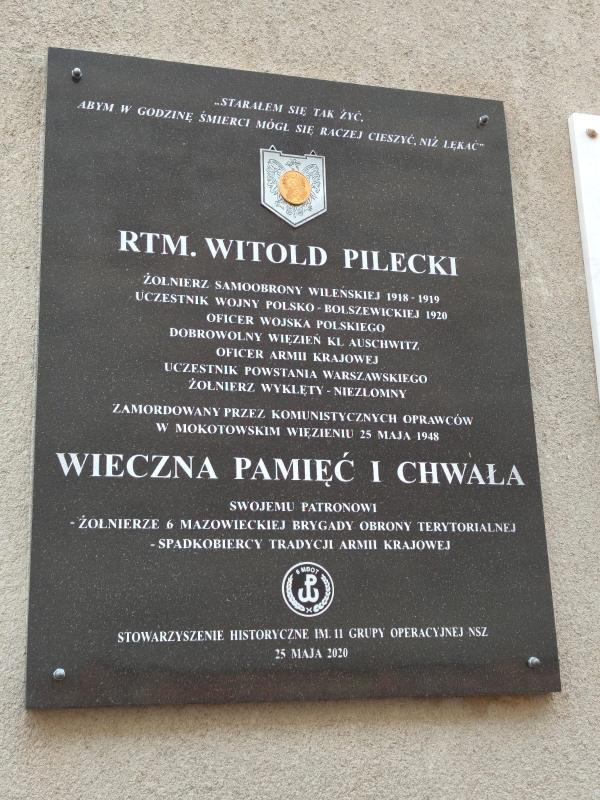 „STARAŁEM SIĘ TAK ŻYĆ,
ABYM W GODZINĘ ŚMIERCI MÓGŁ SIĘ RACZEJ CIESZYĆ, NIŻ LĘKAĆ"
RTM. WITOLD PILECKI
ŻOŁNIERZ SAMOOBRONY WILEŃSKIEJ 1918 - 1919
UCZESTNIK WOJNY POLSKO - BOLSZEWICKIEJ 1920
OFICER WOJSKA POLSKIEGO
DOBROWOLNY WIĘZIEŃ KL AUSCHWITZ
OFICER ARMII KRAJOWEJ
UCZESTNIK POWSTANIA WARSZAWSKIEGO
ŻOŁNIERZ WYKLĘTY - NIEZŁOMNY
ZAMORDOWANY PRZEZ KOMUNISTYCZNYCH OPRAWCÓW
W MOKOTOWSKIM WIĘZIENIU 25 MAJA 1948
WIECZNA PAMIĘĆ I CHWAŁA
SWOJEMU PATRONOWI
- ŻOŁNIERZE 6 MAZOWIECKIEJ BRYGADY OBRONY TERYTORIALNEJ
- SPADKOBIERCY TRADYCJI ARMII KRAJOWEJ
6 MBOT
STOWARZYSZENIE HISTORYCZNE IM. 11 GRUPY OPERACYJNEJ NSZ
25 MAJA 2020